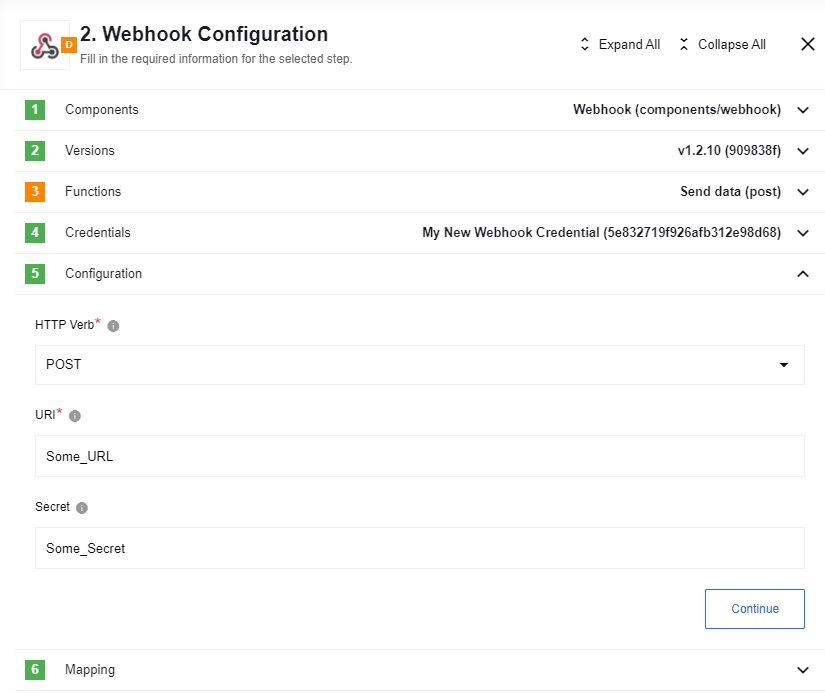 D
2. Webhook Configuration
Fill in the required information for the selected step.
Expand All
Collapse All
1 Components Webhook (components/webhook)
2 Versions v1.2.10 (909838f)
3 Functions Send data (post)
4 Credentials My New Webhook Credential (5e832719f926afb312e98d68)
5 Configuration
HTTP Verb* i
POST
URI* i
Some_URL
Secret i
Some_Secret
Continue
6 Mapping